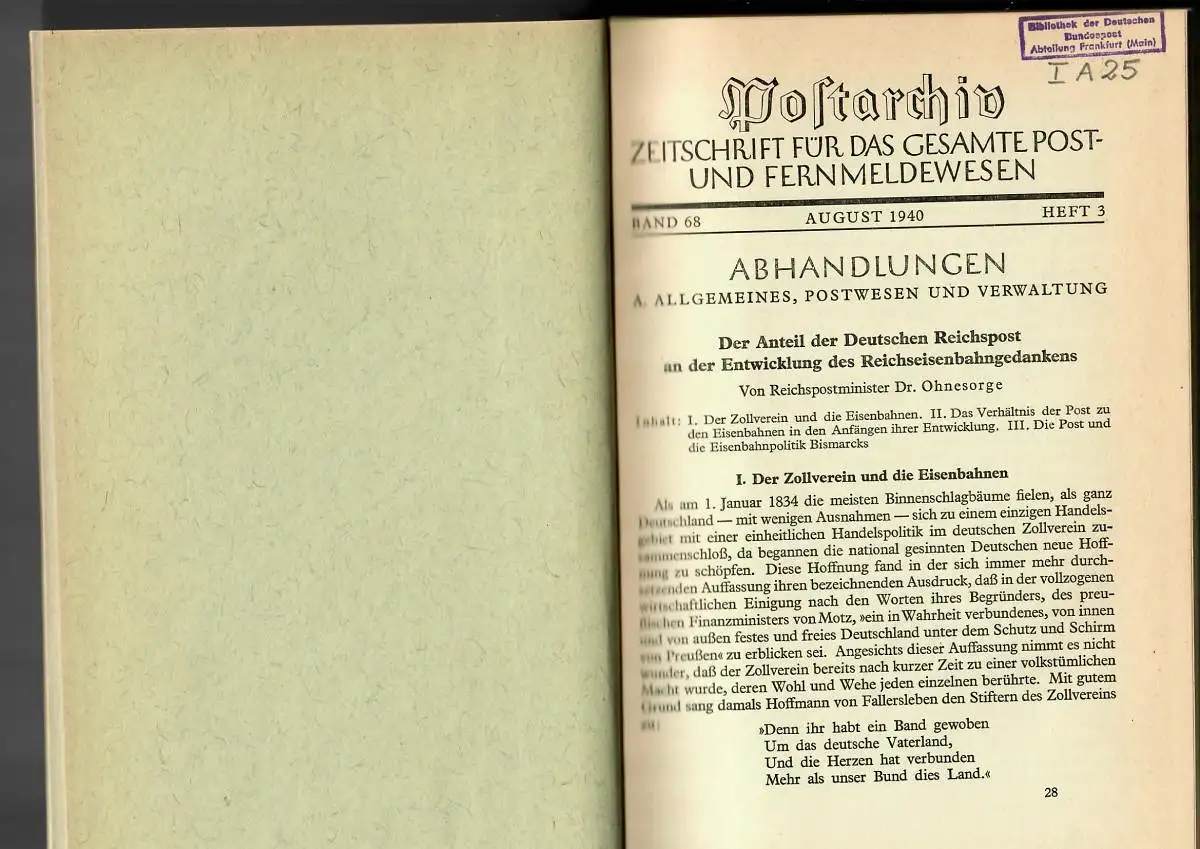 Bibliothek der Deutschen
Bundespost
Abteilung Frankfurt (Main)
I A 25
Postarchiv
ZEITSCHRIFT FÜR DAS GESAMTE POST-
UND FERNMELDEWESEN
BAND 68 AUGUST 1940 HEFT 3
ABHANDLUNGEN
A. ALLGEMEINES, POSTWESEN UND VERWALTUNG
Der Anteil der Deutschen Reichspost
an der Entwicklung des Reichseisenbahngedankens
Von Reichspostminister Dr. Ohnesorge
Inhalt: I. Der Zollverein und die Eisenbahnen. II. Das Verhältnis der Post zu
den Eisenbahnen in den Anfängen ihrer Entwicklung. III. Die Post und
die Eisenbahnpolitik Bismarcks
I. Der Zollverein und die Eisenbahnen
Als am 1. Januar 1834 die meisten Binnenschlagbäume fielen, als ganz
Deutschland — mit wenigen Ausnahmen — sich zu einem einzigen Handels-
gebiet mit einer einheitlichen Handelspolitik im deutschen Zollverein zu-
sammenschloß, da begannen die national gesinnten Deutschen neue Hoff-
nung zu schöpfen. Diese Hoffnung fand in der sich immer mehr durch-
setzenden Auffassung ihren bezeichnenden Ausdruck, daß in der vollzogenen
wirtschaftlichen Einigung nach den Worten ihres Begründers, des preu-
ßischen Finanzministers von Motz, »ein in Wahrheit verbundenes, von innen
und von außen festes und freies Deutschland unter dem Schutz und Schirm
von Preußen« zu erblicken sei. Angesichts dieser Auffassung nimmt es nicht
wunder, daß der Zollverein bereits nach kurzer Zeit zu einer volkstümlichen
Macht wurde, deren Wohl und Wehe jeden einzelnen berührte. Mit gutem
Grund sang damals Hoffmann von Fallersleben den Stiftern des Zollvereins
zu:
»Denn ihr habt ein Band gewoben
Um das deutsche Vaterland,
Und die Herzen hat verbunden
Mehr als unser Bund dies Land.«
28